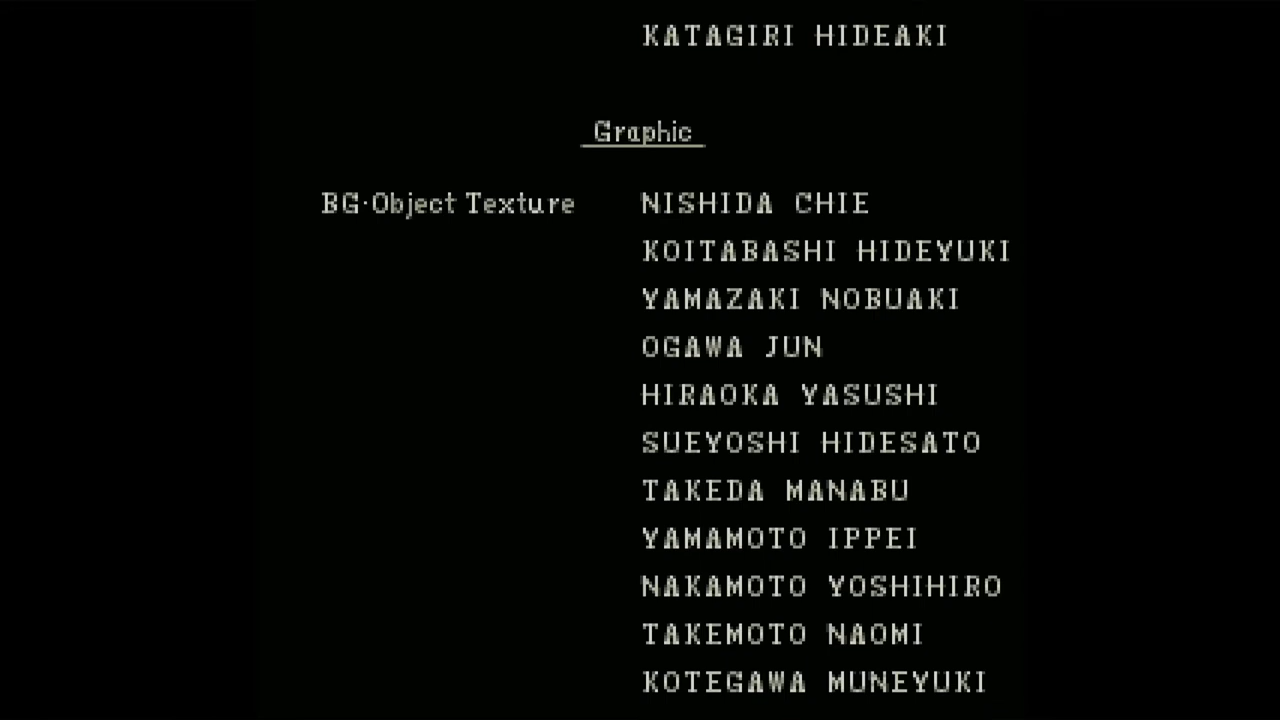 KATAGIRI HIDEAKI
Graphic
BG·Object Texture NISHIDA CHIE
KOITABASHI HIDEYUKI
YAMAZAKI NOBUAKI
OGAWA JUN
HIRAOKA YASUSHI
SUEYOSHI HIDESATO
TAKEDA MANABU
YAMAMOTO IPPEI
NAKAMOTO YOSHIHIRO
TAKEMOTO NAOMI
KOTEGAWA MUNEYUKI